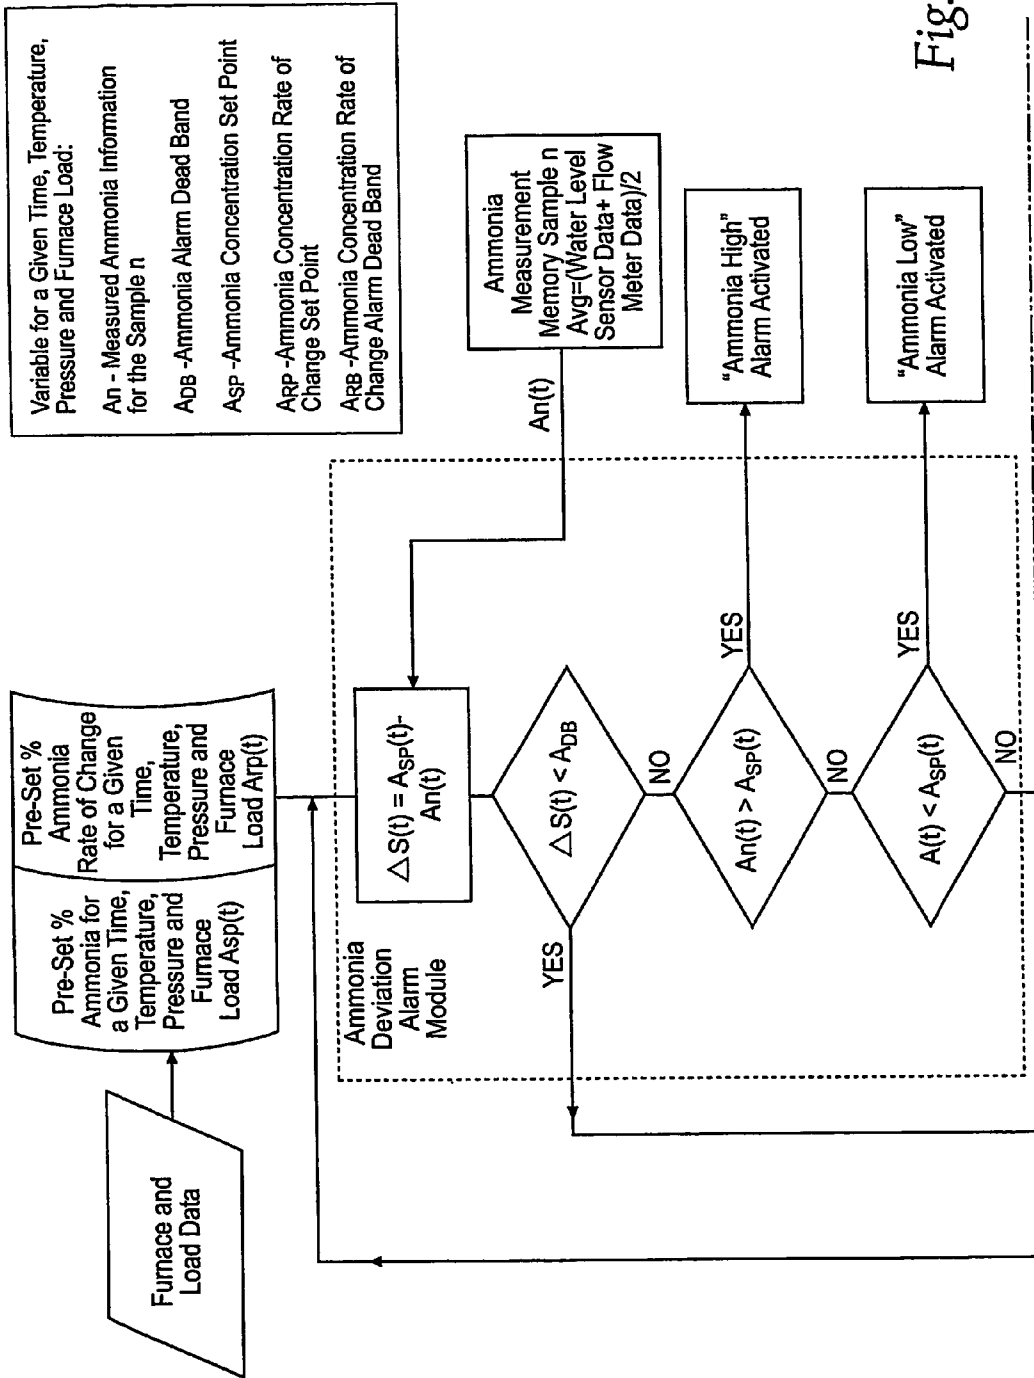 Furnace and
Load Data
Pre-Set %
Ammonia for
a Given Time,
Temperature,
Pressure and
Furnace
Load Asp(t)
Pre-Set %
Ammonia
Rate of Change
for a Given
Time,
Temperature,
Pressure and
Furnace
Load Arp(t)
Variable for a Given Time, Temperature,
Pressure and Furnace Load:
An - Measured Ammonia Information
for the Sample n
ADB -Ammonia Alarm Dead Band
ASP -Ammonia Concentration Set Point
ARP -Ammonia Concentration Rate of
Change Set Point
ARB -Ammonia Concentration Rate of
Change Alarm Dead Band
Ammonia
Deviation
Alarm
Module
△S(t) = ASP(t)-
An(t)
An(t)
Ammonia
Measurement
Memory Sample n
Avg=(Water Level
Sensor Data+ Flow
Meter Data)/2
△S(t) < ADB
YES
NO
An(t) > ASP(t)
YES
"Ammonia High"
Alarm Activated
NO
A(t) < ASP(t)
YES
"Ammonia Low"
Alarm Activated
NO
Fig.